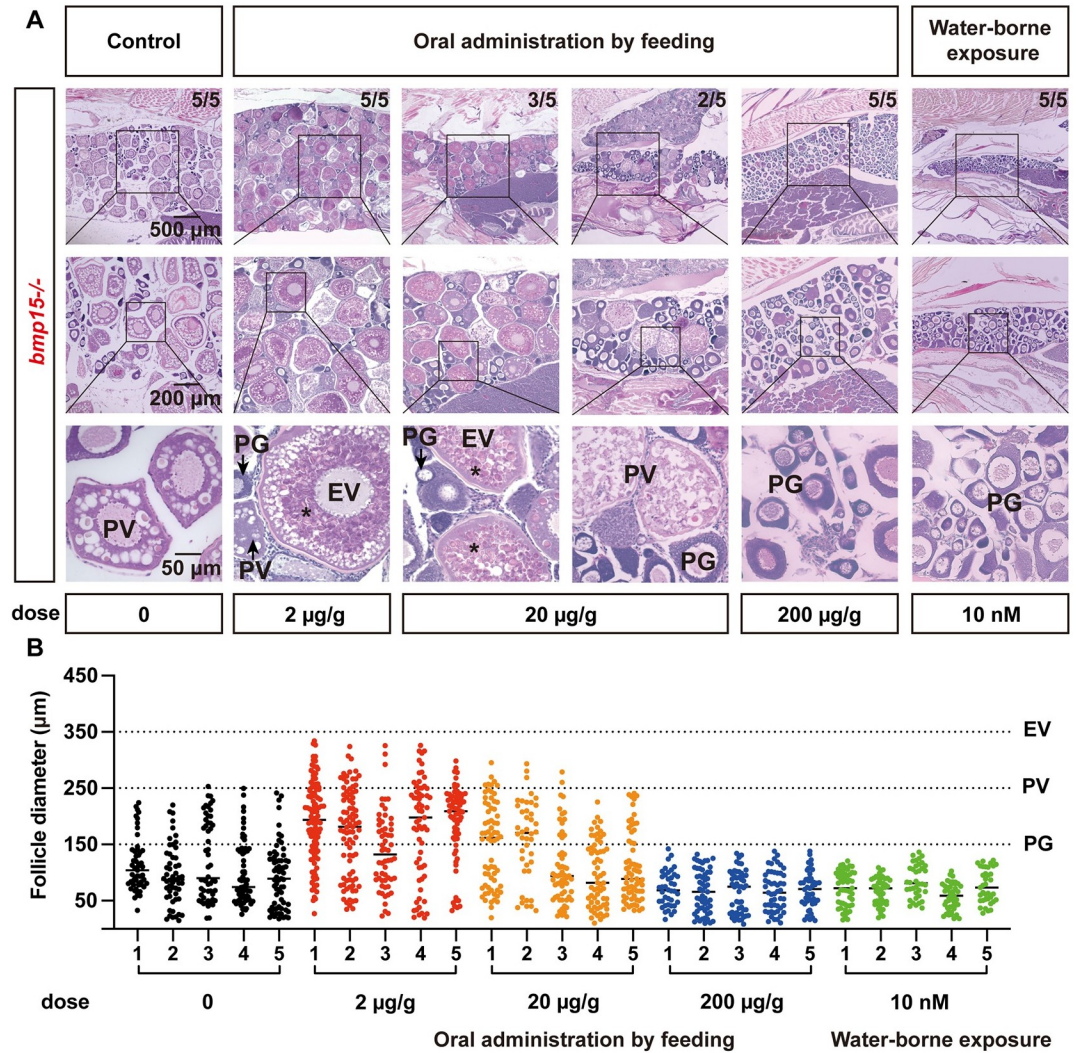 A
Control
Oral administration by feeding
Water-borne
exposure
bmp15-/-
5/5
5/5
3/5
2/5
5/5
5/5
500 µm
200 µm
PV
50 µm
PG
EV
*
PV
PG
EV
*
*
PV
PG
PG
PG
dose
0
2 µg/g
20 µg/g
200 µg/g
10 nM
B
Follicle diameter (µm)
450
350
250
150
50
EV
PV
PG
1 2 3 4 5 1 2 3 4 5 1 2 3 4 5 1 2 3 4 5 1 2 3 4 5
dose 0 2 µg/g 20 µg/g 200 µg/g 10 nM
Oral administration by feeding Water-borne exposure